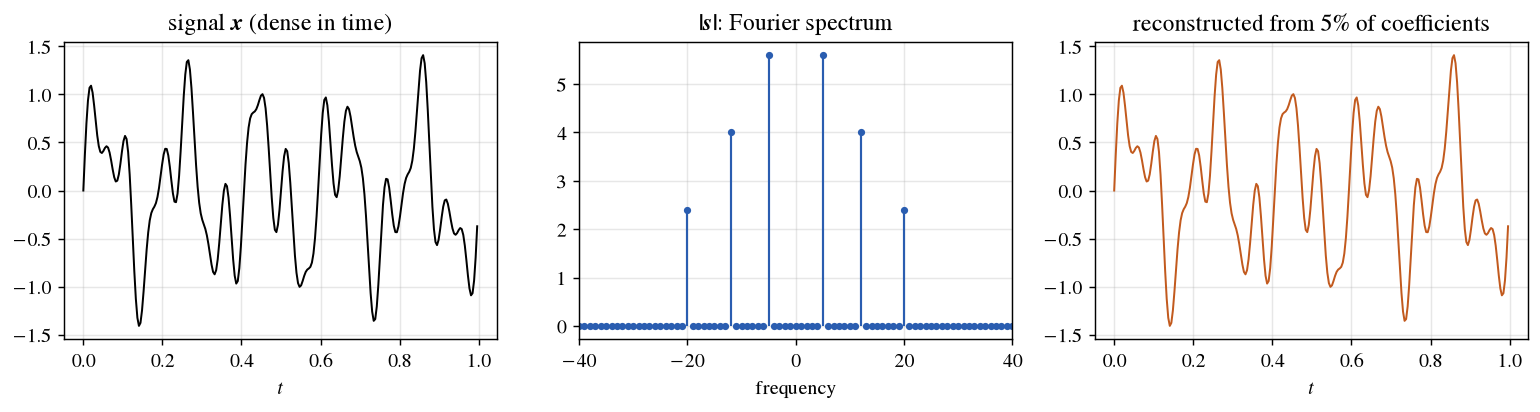 signal x (dense in time)
1.5
1.0
0.5
0.0
−0.5
−1.0
−1.5
0.0 0.2 0.4 0.6 0.8 1.0
t
|s|: Fourier spectrum
5
4
3
2
1
0
−40 −20 0 20 40
frequency
reconstructed from 5% of coefficients
1.5
1.0
0.5
0.0
−0.5
−1.0
−1.5
0.0 0.2 0.4 0.6 0.8 1.0
t